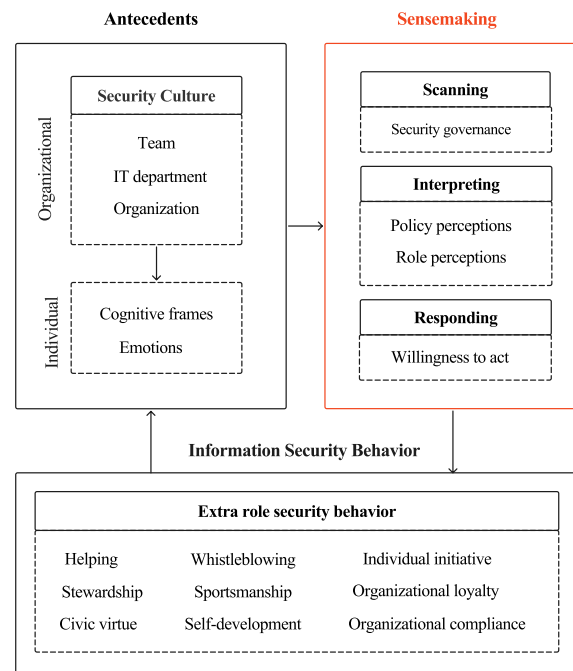 Antecedents
Sensemaking
Organizational
Security Culture
Team
IT department
Organization
Individual
Cognitive frames
Emotions
Scanning
Security governance
Interpreting
Policy perceptions
Role perceptions
Responding
Willingness to act
Information Security Behavior
Extra role security behavior
Helping Whistleblowing Individual initiative
Stewardship Sportsmanship Organizational loyalty
Civic virtue Self-development Organizational compliance